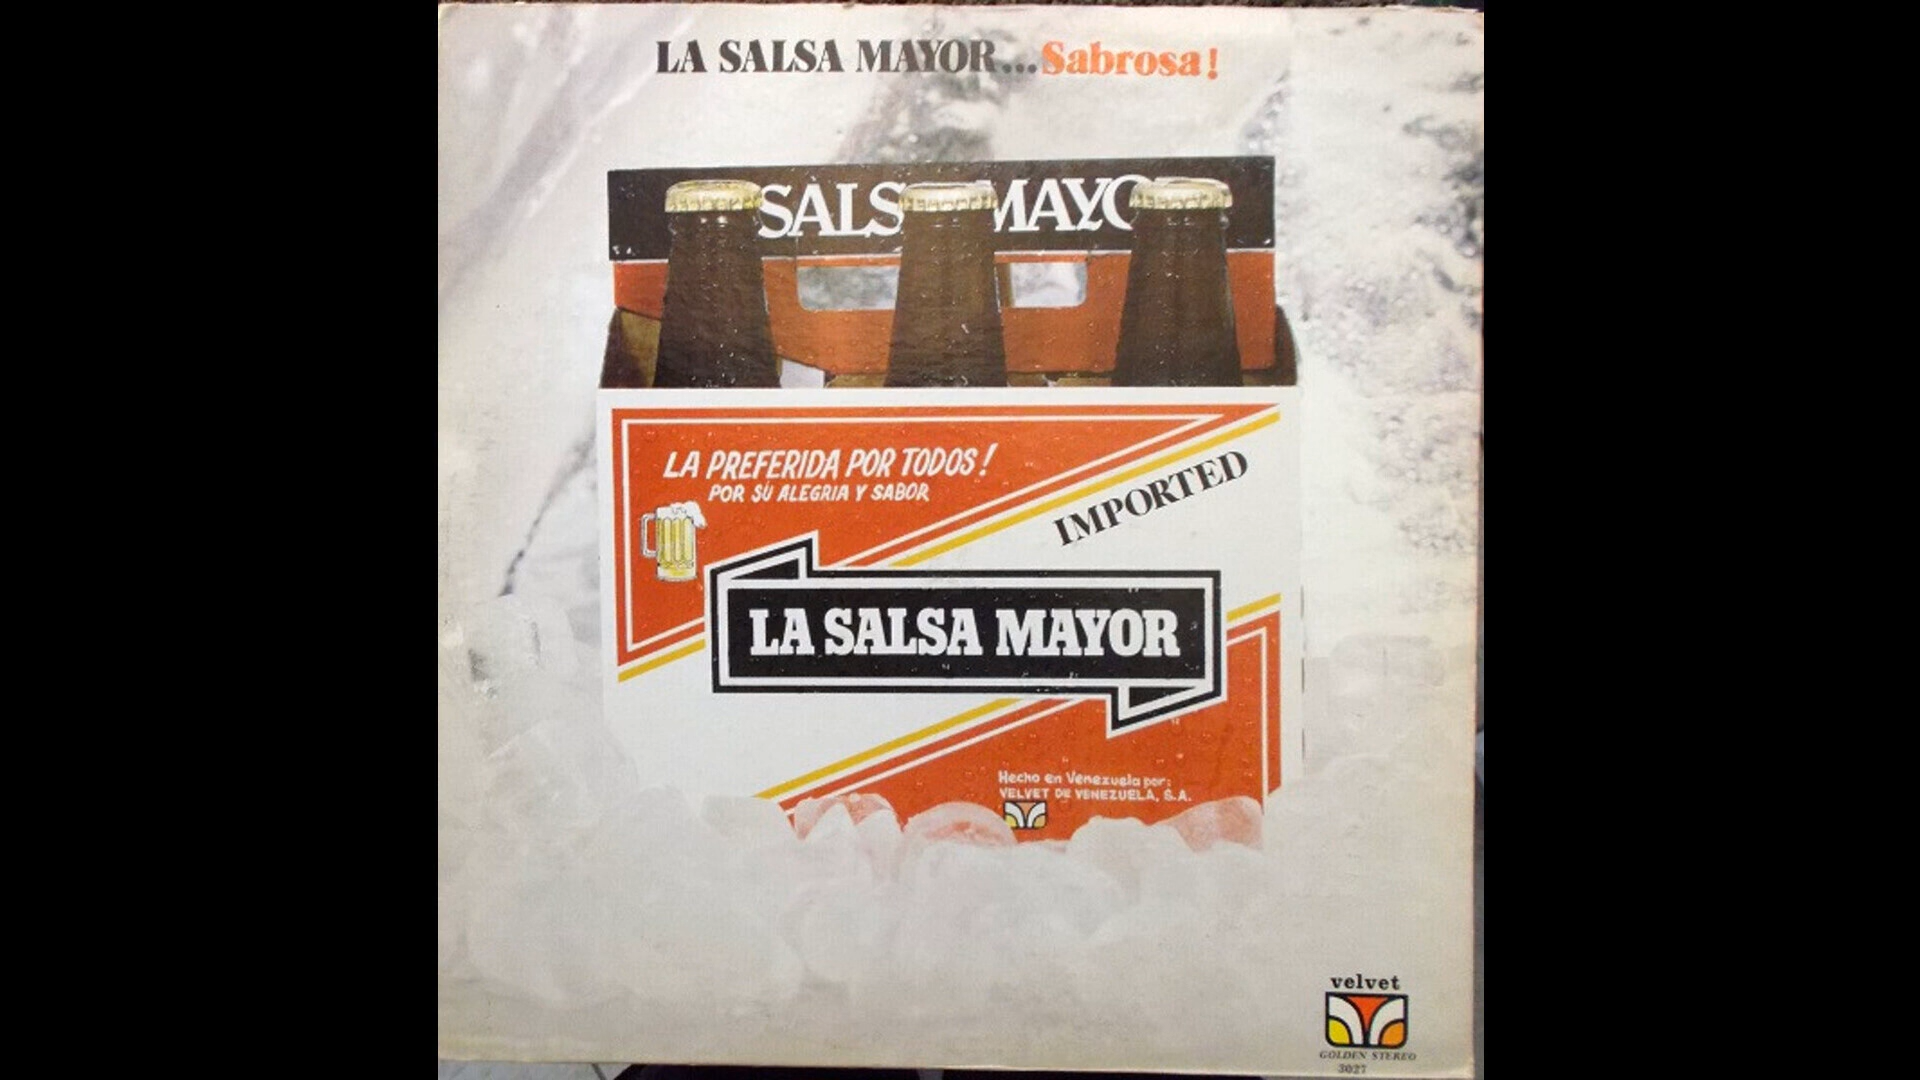 LA SALSA MAYOR...Sabrosa!
SALS MAYO
LA PREFERIDA POR TODOS!
POR SU ALEGRIA Y SABOR
IMPORTED
LA SALSA MAYOR
Hecho en Venezuela por:
VELVET DE VENEZUELA, S.A.
velvet
GOLDEN STEREO
3027